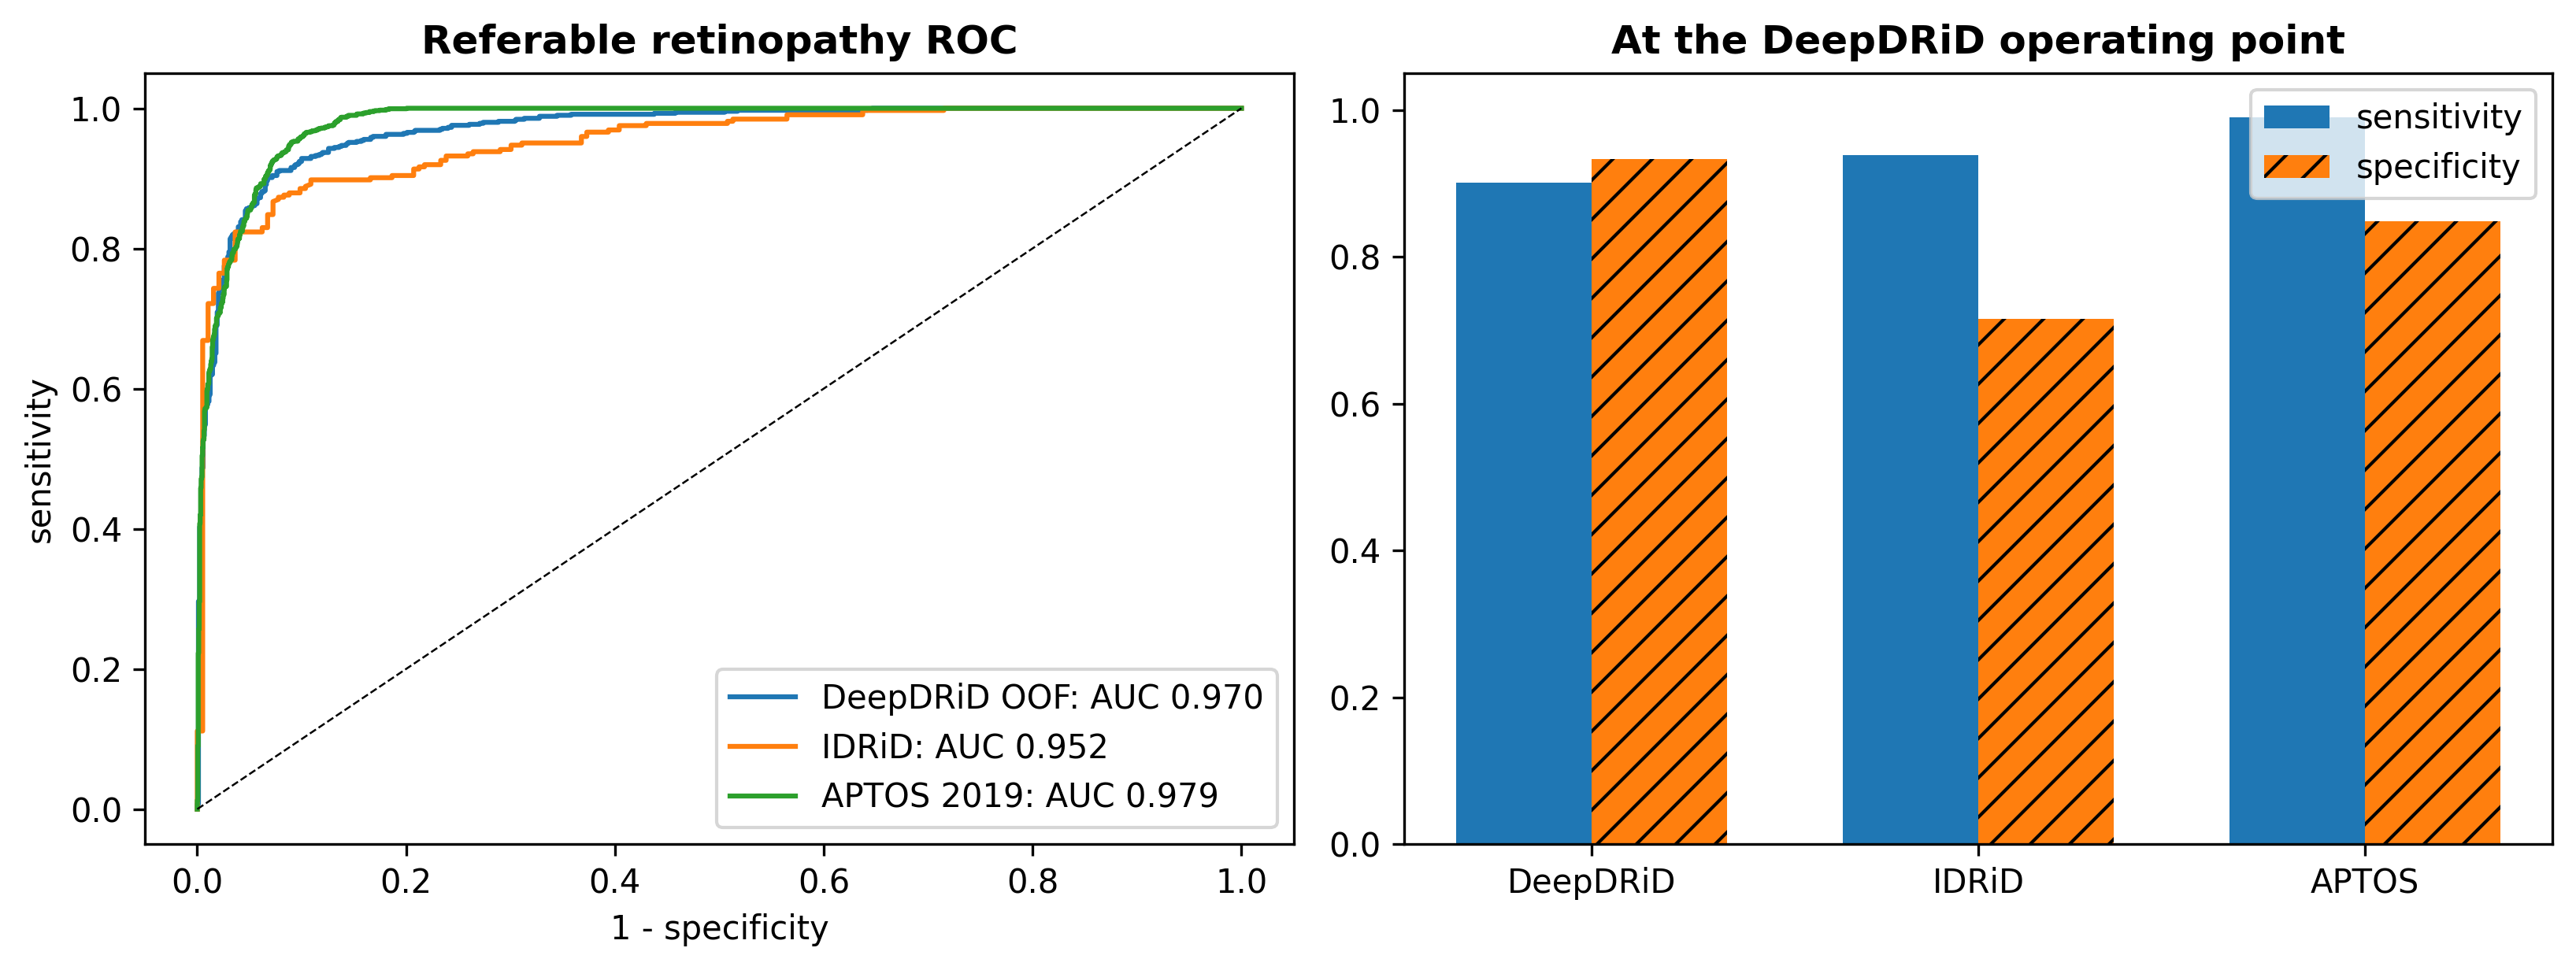 Referable retinopathy ROC
sensitivity
1.0
0.8
0.6
0.4
0.2
0.0
0.0 0.2 0.4 0.6 0.8 1.0
1 - specificity
DeepDRiD OOF: AUC 0.970
IDRiD: AUC 0.952
APTOS 2019: AUC 0.979
At the DeepDRiD operating point
1.0
0.8
0.6
0.4
0.2
0.0
sensitivity
specificity
DeepDRiD IDRiD APTOS